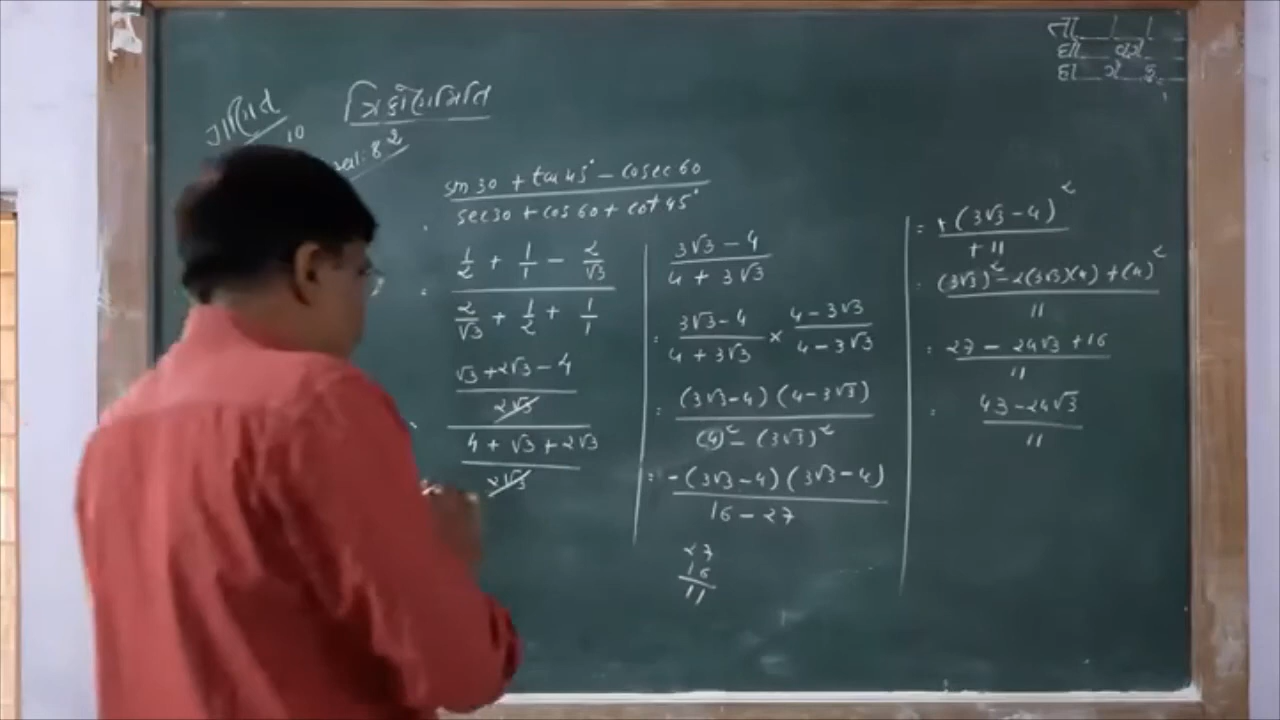 ગણિત
10
ત્રિકોણમિતિ
8.2
sin 30 + tan 45° − cosec 60
sec 30 + cos 60 + cot 45°
1/2 + 1/1 − 2/√3
2/√3 + 1/2 + 1/1
√3 + 2√3 − 4
2√3
4 + √3 + 2√3
2√3
3√3 − 4
4 + 3√3
= 3√3 − 4 / 4 + 3√3 × 4 − 3√3 / 4 − 3√3
= (3√3 − 4) (4 − 3√3)
(4)² − (3√3)²
= − (3√3 − 4) (3√3 − 4)
16 − 27
27
16
11
= + (3√3 − 4)²
+ 11
= (3√3)² − 2(3√3)(4) + (4)²
11
= 27 − 24√3 + 16
11
= 43 − 24√3
11
તા